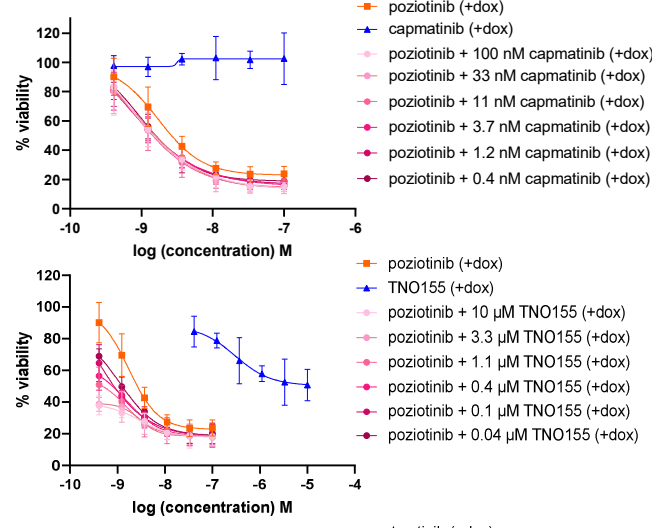 poziotinib (+dox)
capmatinib (+dox)
poziotinib + 100 nM capmatinib (+dox)
poziotinib + 33 nM capmatinib (+dox)
poziotinib + 11 nM capmatinib (+dox)
poziotinib + 3.7 nM capmatinib (+dox)
poziotinib + 1.2 nM capmatinib (+dox)
poziotinib + 0.4 nM capmatinib (+dox)
% viability
120
100
80
60
40
20
0
-10 -9 -8 -7 -6
log (concentration) M
poziotinib (+dox)
TNO155 (+dox)
poziotinib + 10 µM TNO155 (+dox)
poziotinib + 3.3 µM TNO155 (+dox)
poziotinib + 1.1 µM TNO155 (+dox)
poziotinib + 0.4 µM TNO155 (+dox)
poziotinib + 0.1 µM TNO155 (+dox)
poziotinib + 0.04 µM TNO155 (+dox)
% viability
120
100
80
60
40
20
0
-10 -9 -8 -7 -6 -5 -4
log (concentration) M